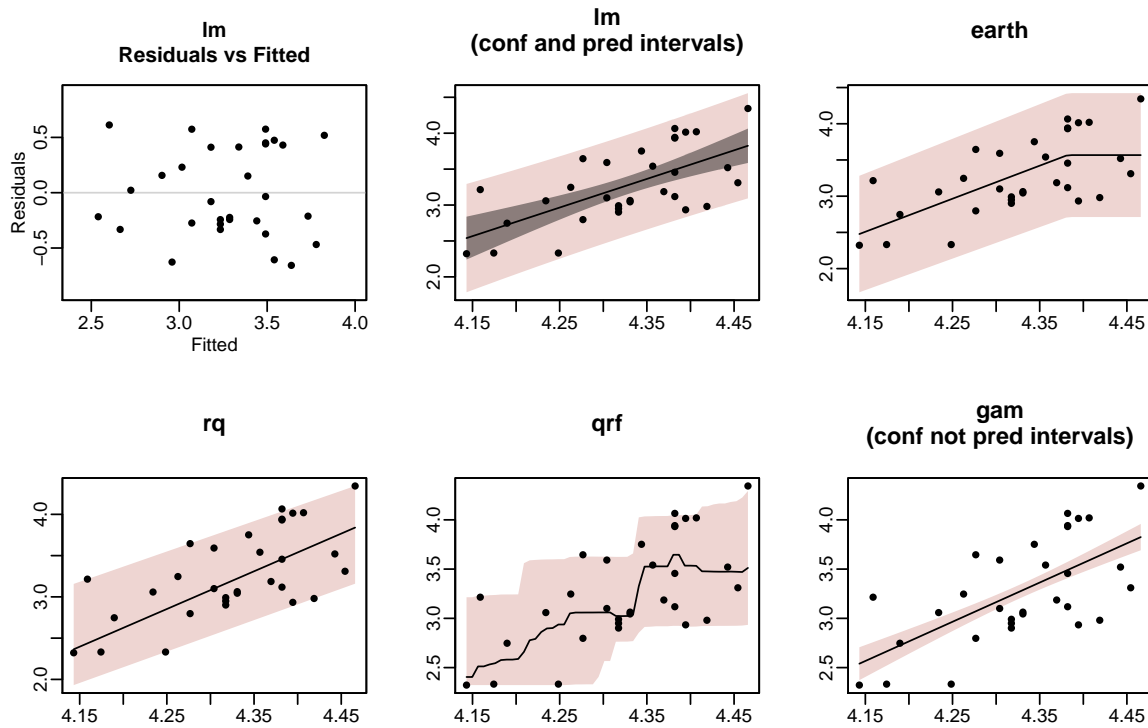 lm
Residuals vs Fitted
0.5
0.0
−0.5
Residuals
2.5 3.0 3.5 4.0
Fitted
lm
(conf and pred intervals)
4.0
3.0
2.0
4.15 4.25 4.35 4.45
earth
4.0
3.0
2.0
4.15 4.25 4.35 4.45
rq
4.0
3.0
2.0
4.15 4.25 4.35 4.45
qrf
4.0
3.5
3.0
2.5
4.15 4.25 4.35 4.45
gam
(conf not pred intervals)
4.0
3.5
3.0
2.5
4.15 4.25 4.35 4.45